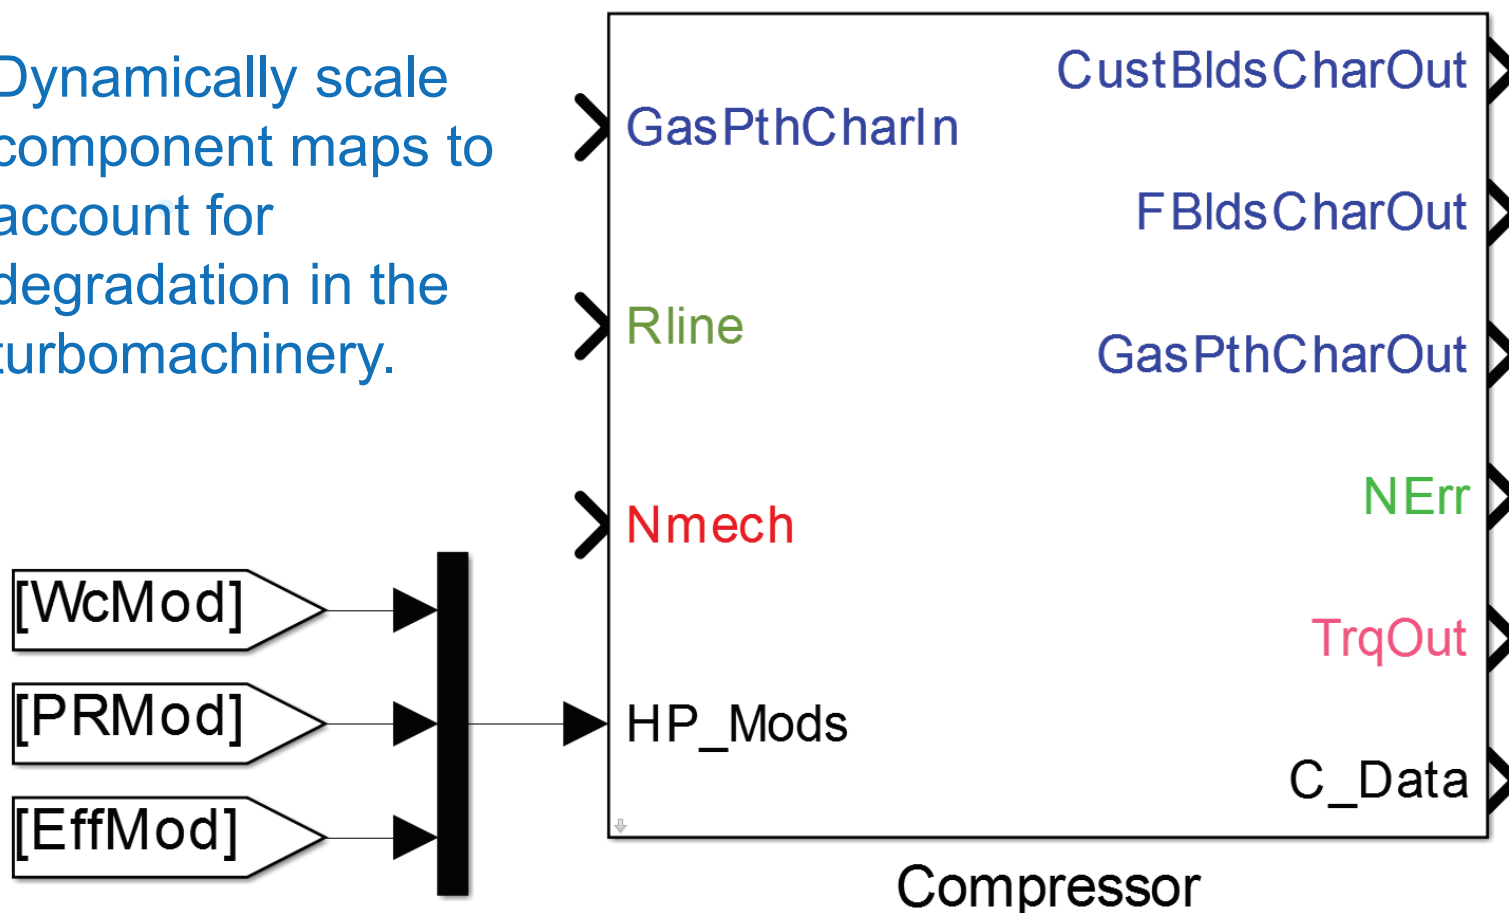 Dynamically scale
component maps to
account for
degradation in the
turbomachinery.
GasPthCharIn
Rline
Nmech
HP_Mods
CustBldsCharOut
FBldsCharOut
GasPthCharOut
NErr
TrqOut
C_Data
[WcMod]
[PRMod]
[EffMod]
Compressor